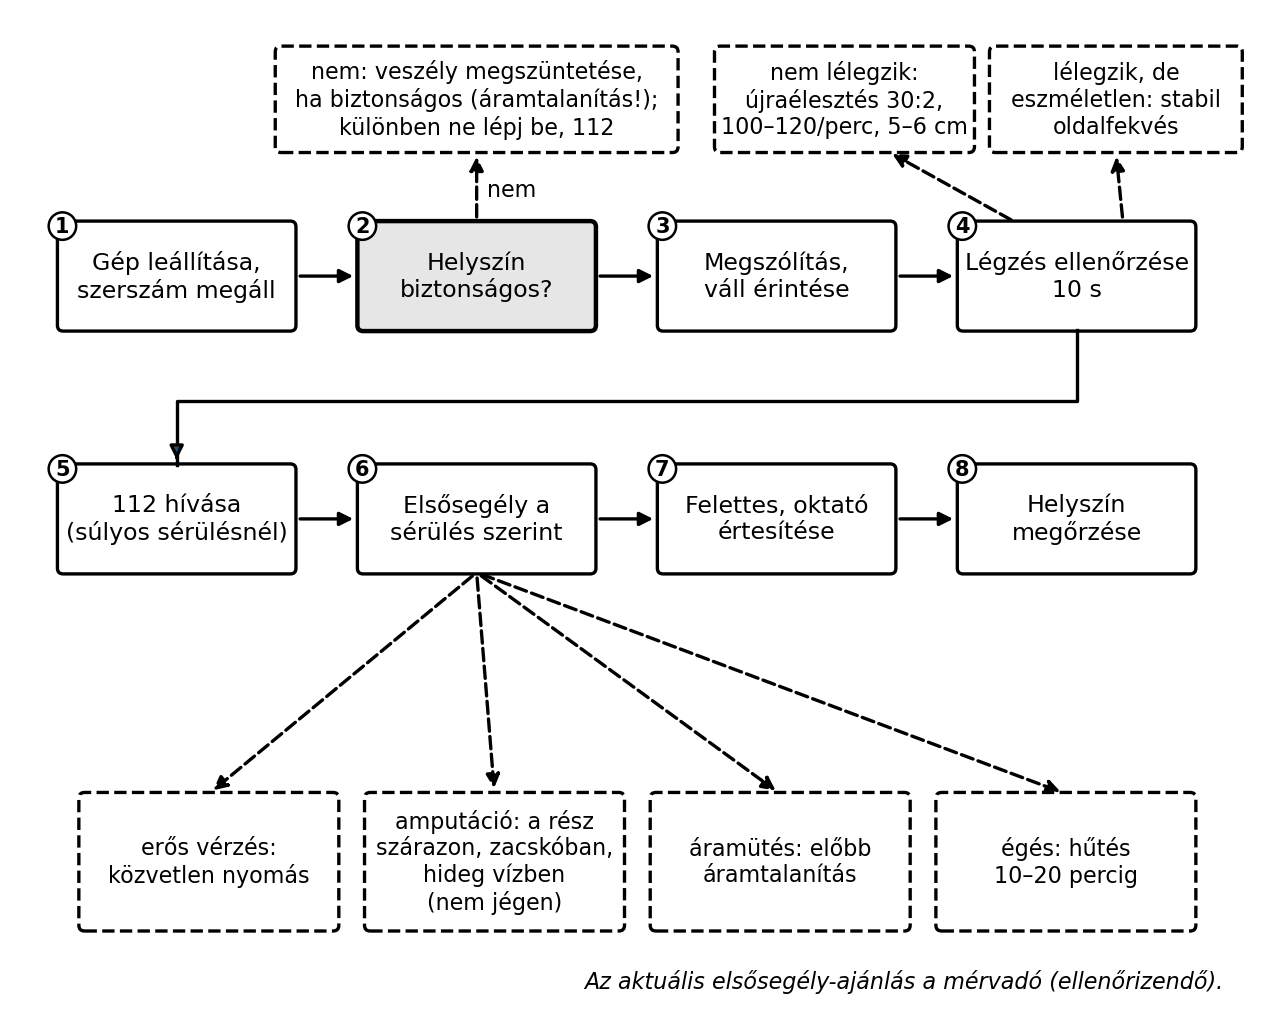 nem: veszély megszüntetése,
ha biztonságos (áramtalanítás!);
különben ne lépj be, 112
nem lélegzik:
újraélesztés 30:2,
100–120/perc, 5–6 cm
lélegzik, de
eszméletlen: stabil
oldalfekvés
nem
1
Gép leállítása,
szerszám megáll
2
Helyszín
biztonságos?
3
Megszólítás,
váll érintése
4
Légzés ellenőrzése
10 s
5
112 hívása
(súlyos sérülésnél)
6
Elsősegély a
sérülés szerint
7
Felettes, oktató
értesítése
8
Helyszín
megőrzése
erős vérzés:
közvetlen nyomás
amputáció: a rész
szárazon, zacskóban,
hideg vízben
(nem jégen)
áramütés: előbb
áramtalanítás
égés: hűtés
10–20 percig
Az aktuális elsősegély-ajánlás a mérvadó (ellenőrizendő).